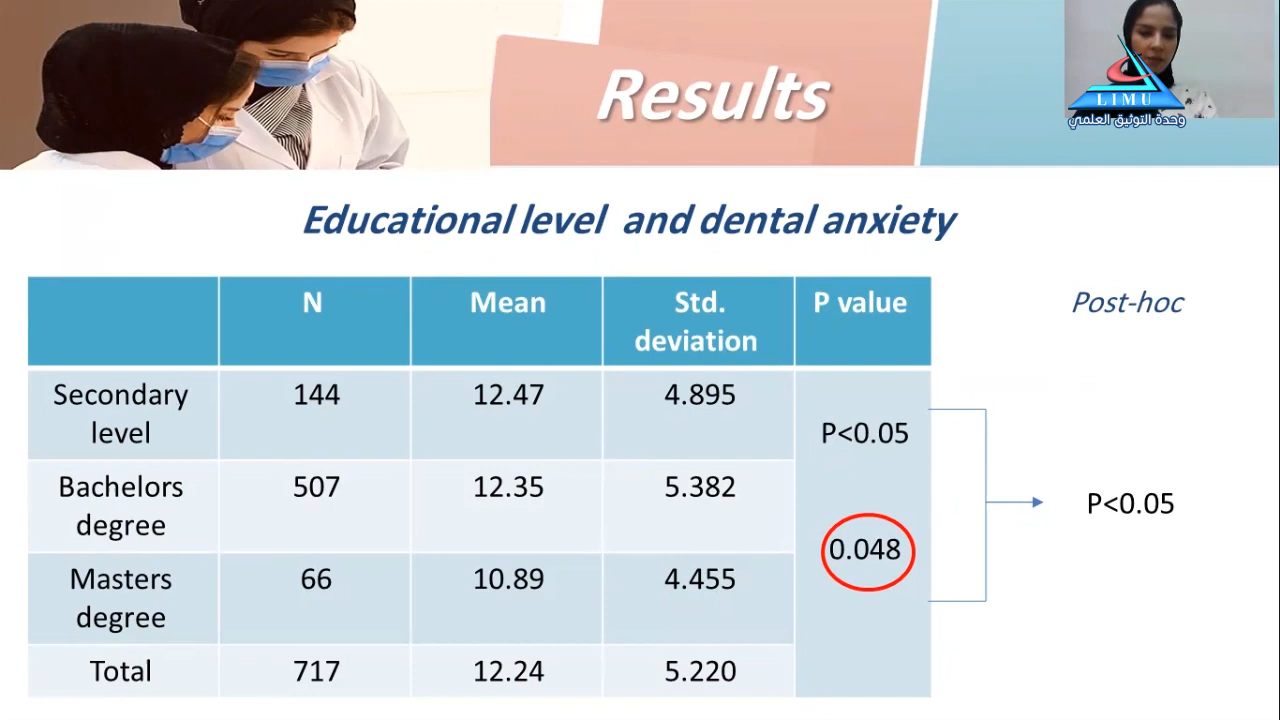 Results
LIMU
وحدة التوثيق العلمي
Educational level and dental anxiety
N Mean Std. deviation P value
Post-hoc
Secondary level 144 12.47 4.895
P<0.05
Bachelors degree 507 12.35 5.382
P<0.05
0.048
Masters degree 66 10.89 4.455
Total 717 12.24 5.220